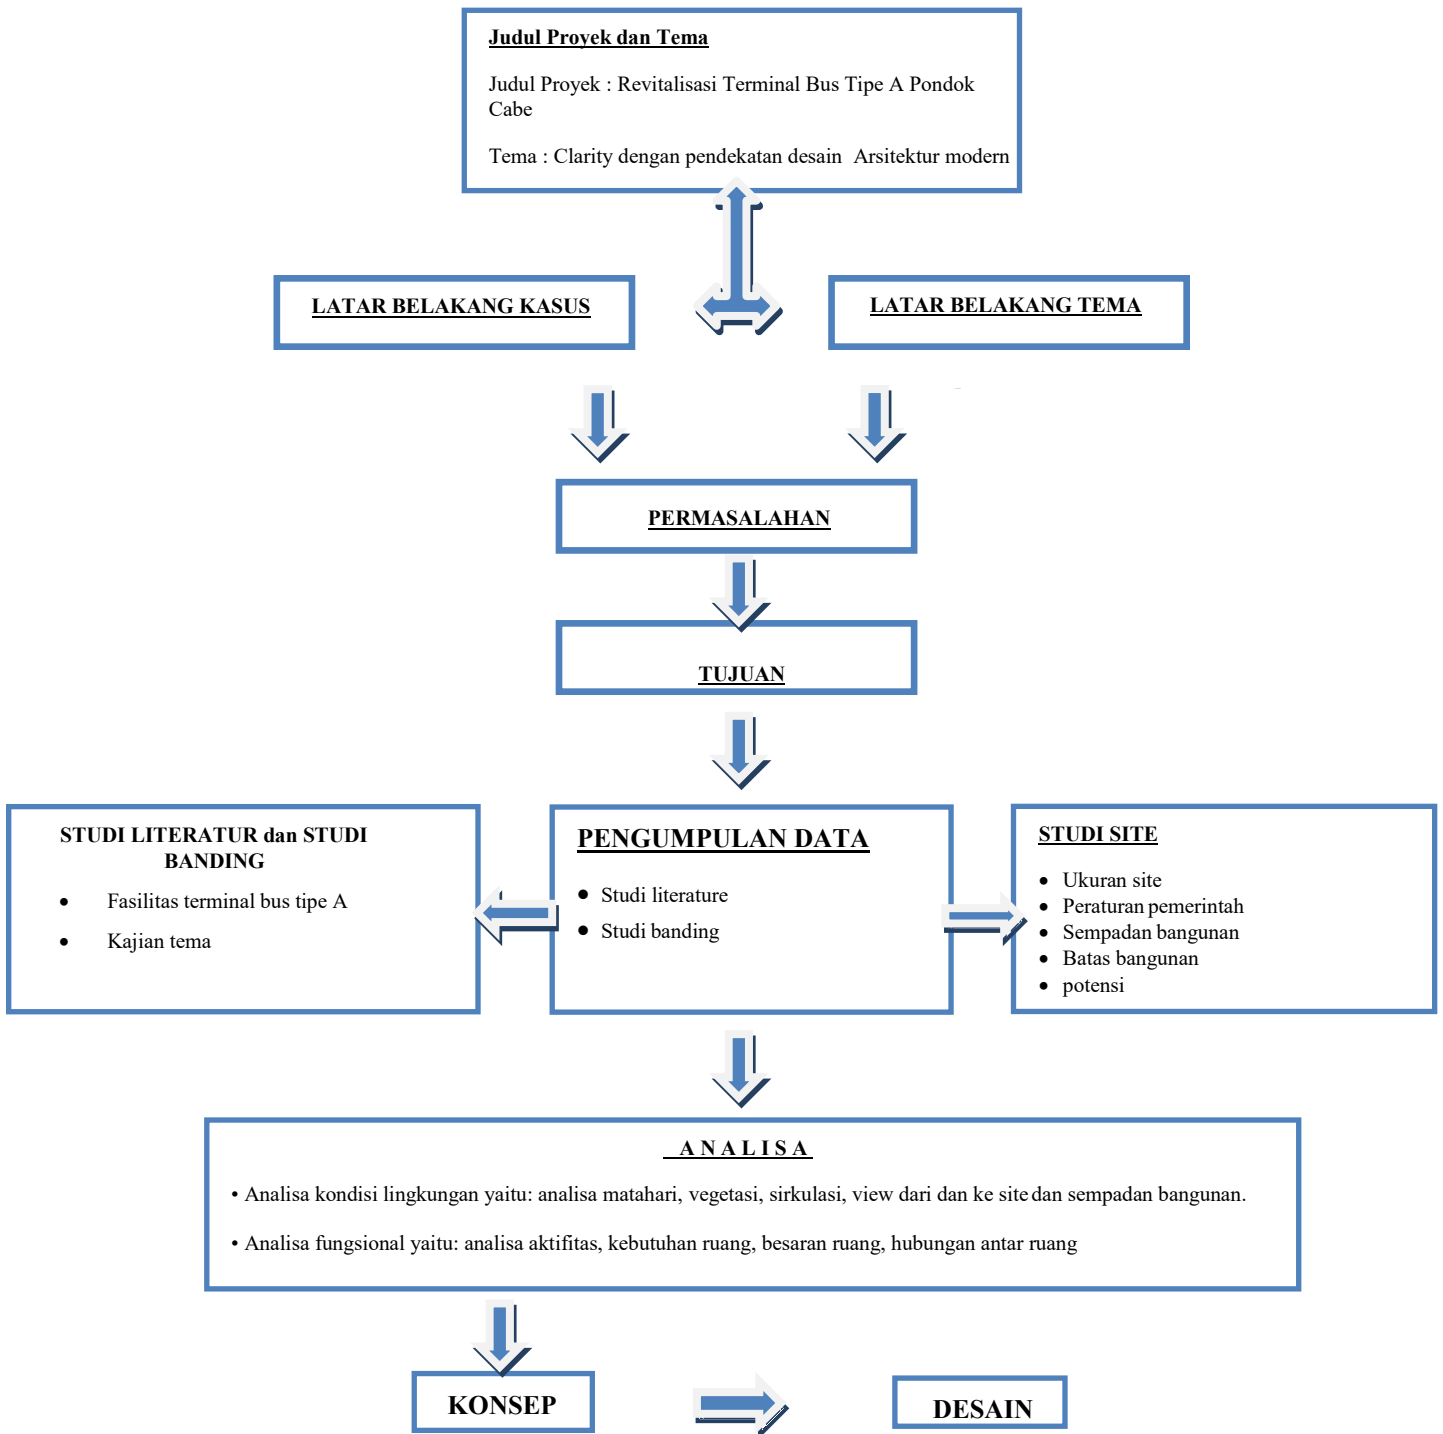 Judul Proyek dan Tema
Judul Proyek : Revitalisasi Terminal Bus Tipe A Pondok
Cabe
Tema : Clarity dengan pendekatan desain Arsitektur modern
LATAR BELAKANG KASUS
LATAR BELAKANG TEMA
PERMASALAHAN
TUJUAN
STUDI LITERATUR dan STUDI
BANDING
• Fasilitas terminal bus tipe A
• Kajian tema
PENGUMPULAN DATA
• Studi literature
• Studi banding
STUDI SITE
• Ukuran site
• Peraturan pemerintah
• Sempadan bangunan
• Batas bangunan
• potensi
A N A L I S A
• Analisa kondisi lingkungan yaitu: analisa matahari, vegetasi, sirkulasi, view dari dan ke site dan sempadan bangunan.
• Analisa fungsional yaitu: analisa aktifitas, kebutuhan ruang, besaran ruang, hubungan antar ruang
KONSEP
DESAIN